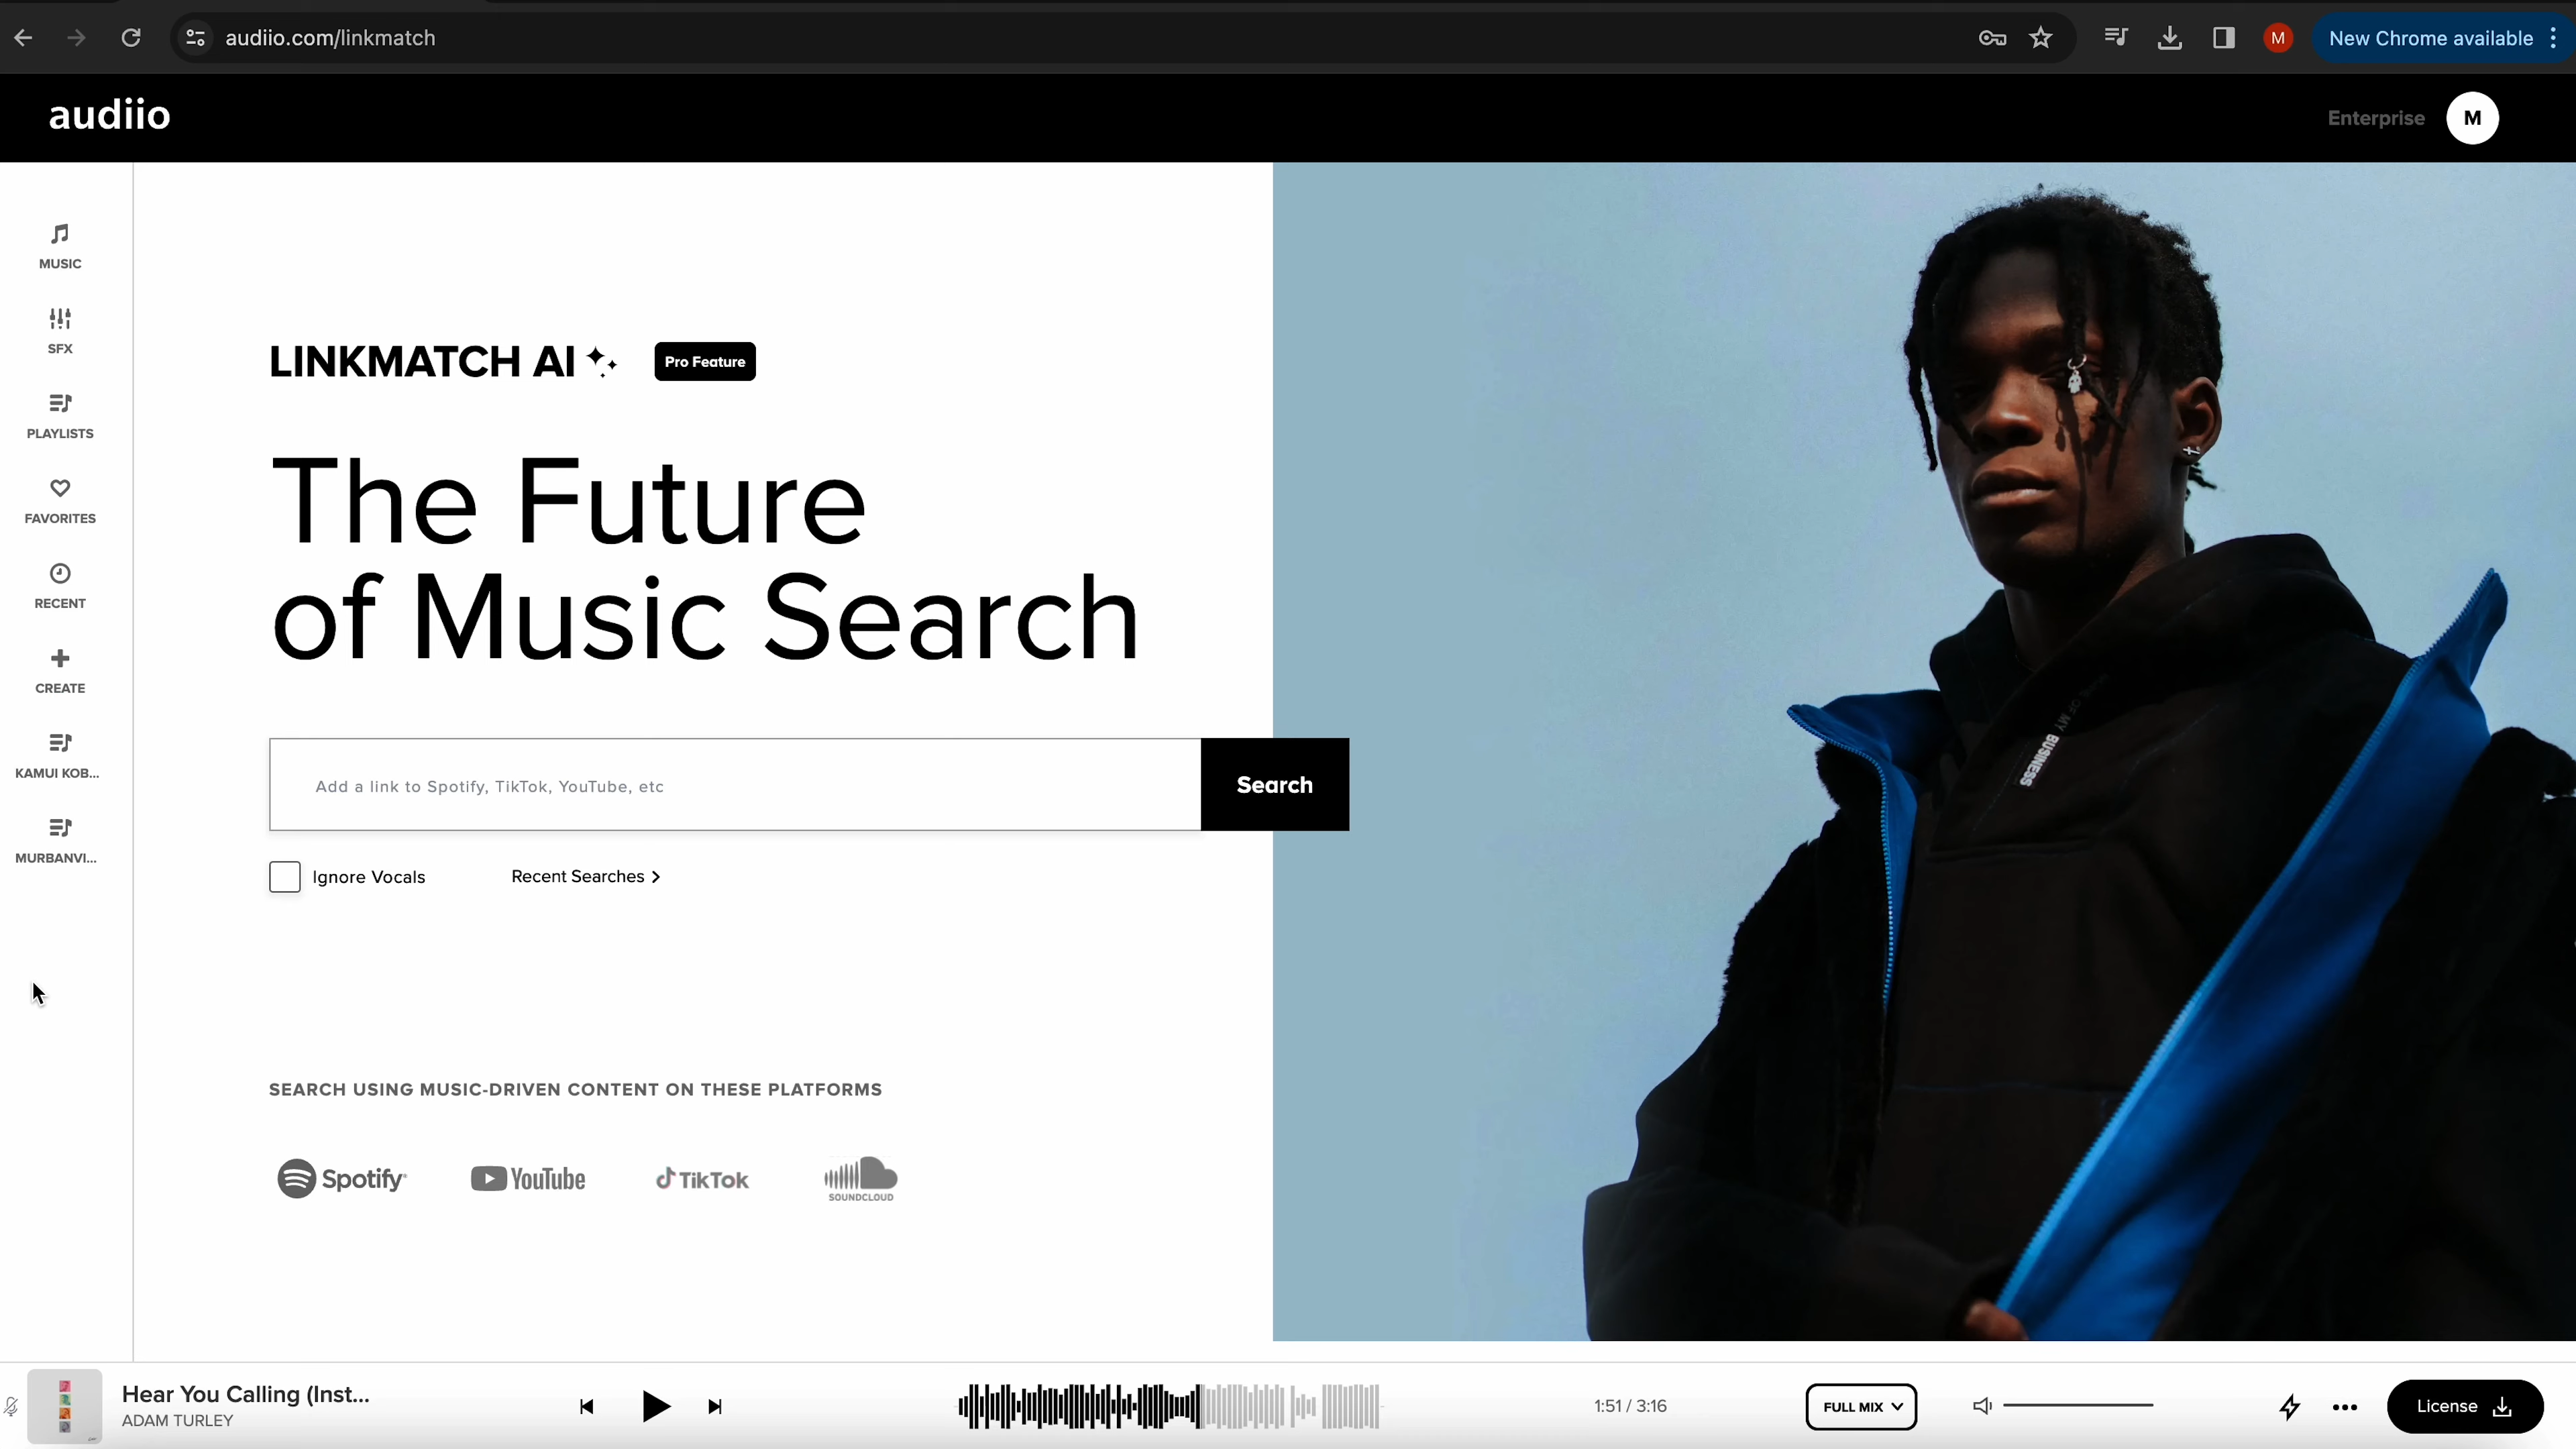 audiio.com/linkmatch
M
New Chrome available
audiio
Enterprise
M
MUSIC
SFX
PLAYLISTS
FAVORITES
RECENT
CREATE
KAMUI KOB...
MURBANVI...
LINKMATCH AI
Pro Feature
The Future
of Music Search
Add a link to Spotify, TikTok, YouTube, etc
Search
Ignore Vocals
Recent Searches
SEARCH USING MUSIC-DRIVEN CONTENT ON THESE PLATFORMS
Spotify
YouTube
TikTok
SOUNDCLOUD
OF MY BUSINESS
Hear You Calling (Inst...
ADAM TURLEY
1:51 / 3:16
FULL MIX
License